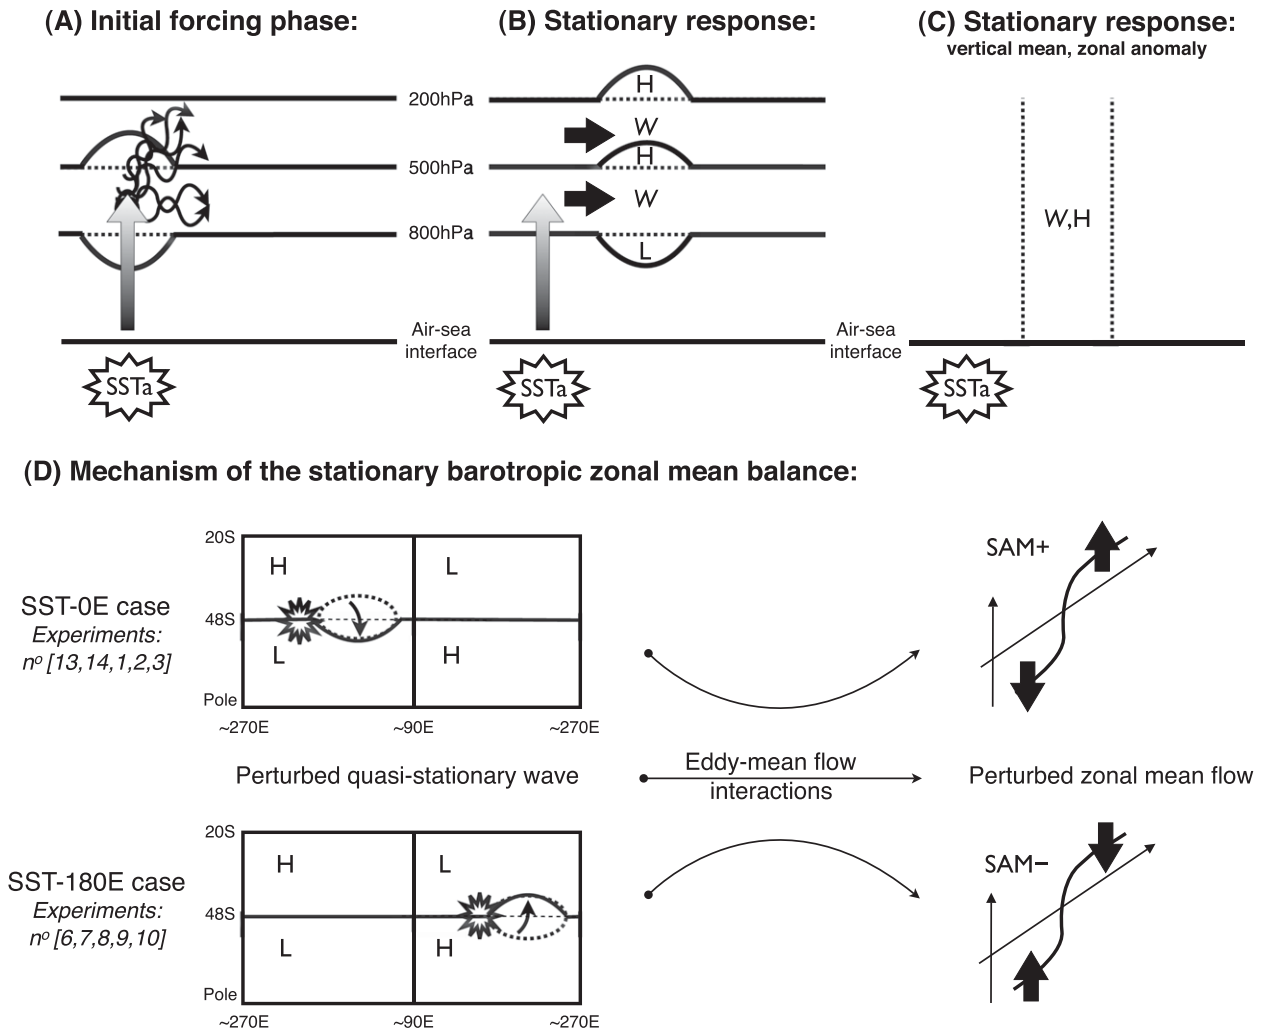 (A) Initial forcing phase:
(B) Stationary response:
(C) Stationary response:
vertical mean, zonal anomaly
200hPa
H
W
500hPa
H
W
W,H
800hPa
L
Air-sea
interface
Air-sea
interface
SSTa
SSTa
SSTa
(D) Mechanism of the stationary barotropic zonal mean balance:
SST-0E case
Experiments:
nº [13,14,1,2,3]
20S
48S
Pole
H
L
L
H
~270E
~90E
~270E
SAM+
Perturbed quasi-stationary wave
Eddy-mean flow
interactions
Perturbed zonal mean flow
SST-180E case
Experiments:
nº [6,7,8,9,10]
20S
48S
Pole
H
L
L
H
~270E
~90E
~270E
SAM−